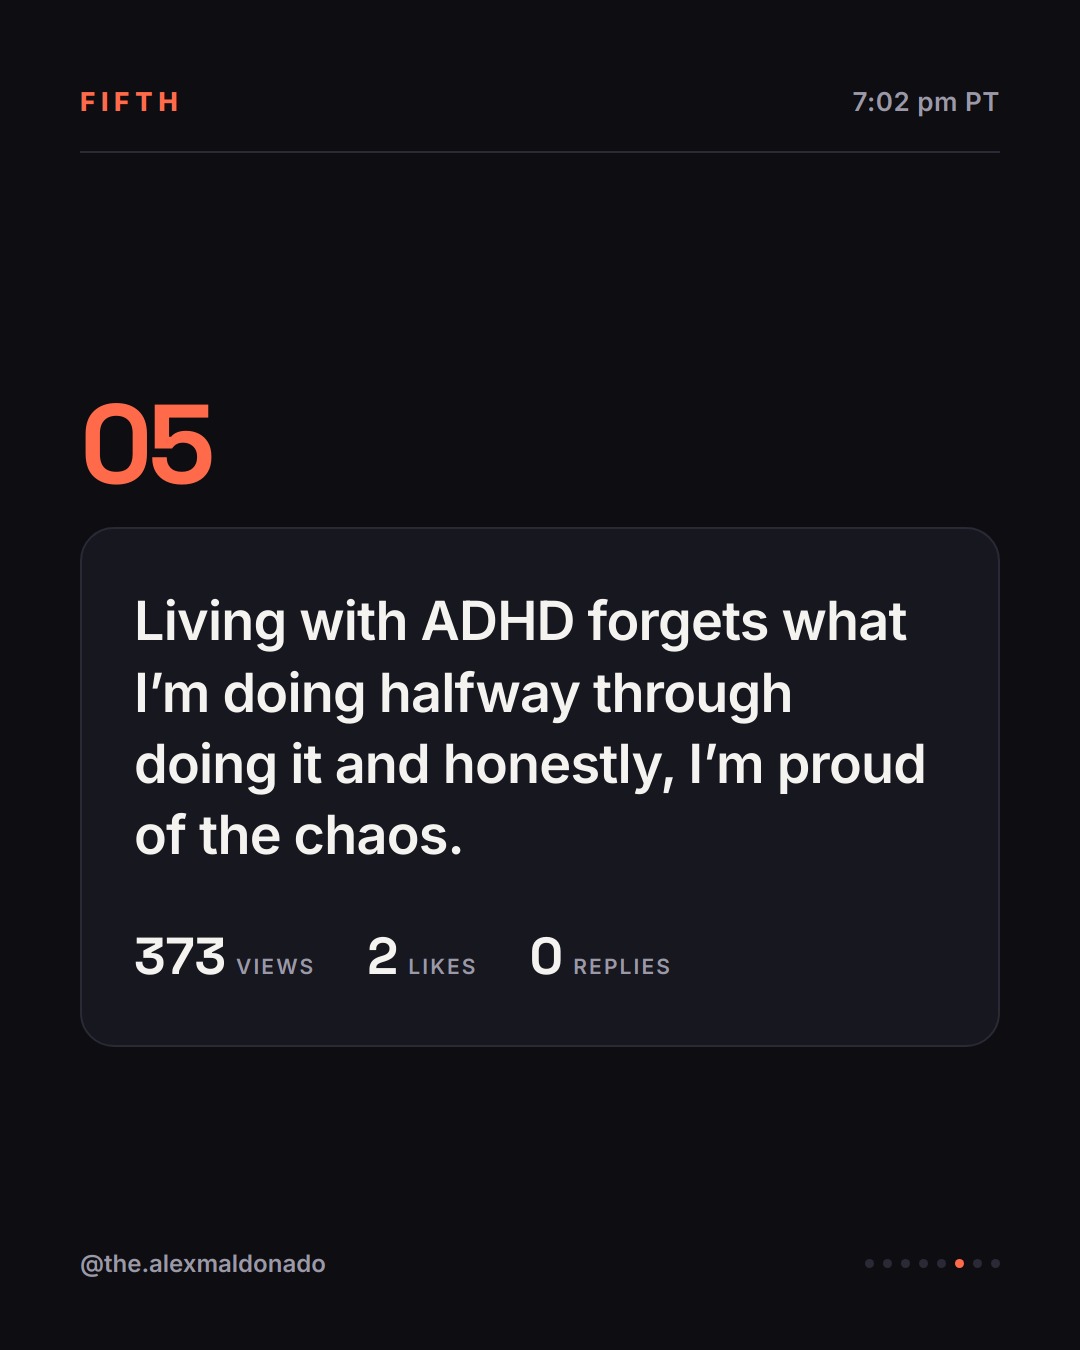 FIFTH
7:02 pm PT
05
Living with ADHD forgets what
I’m doing halfway through
doing it and honestly, I’m proud
of the chaos.
373 VIEWS 2 LIKES 0 REPLIES
@the.alexmaldonado